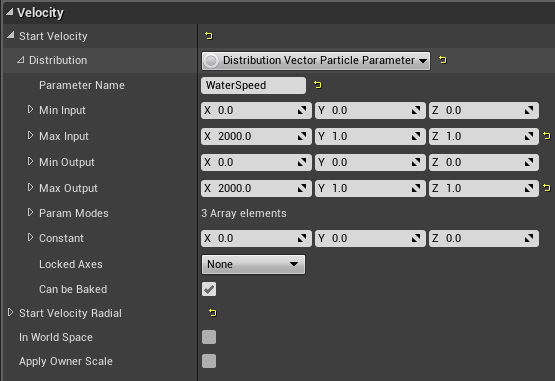 Velocity
Start Velocity
Distribution Distribution Vector Particle Parameter
Parameter Name WaterSpeed
Min Input X 0.0 Y 0.0 Z 0.0
Max Input X 2000.0 Y 1.0 Z 1.0
Min Output X 0.0 Y 0.0 Z 0.0
Max Output X 2000.0 Y 1.0 Z 1.0
Param Modes 3 Array elements
Constant X 0.0 Y 0.0 Z 0.0
Locked Axes None
Can be Baked
Start Velocity Radial
In World Space
Apply Owner Scale